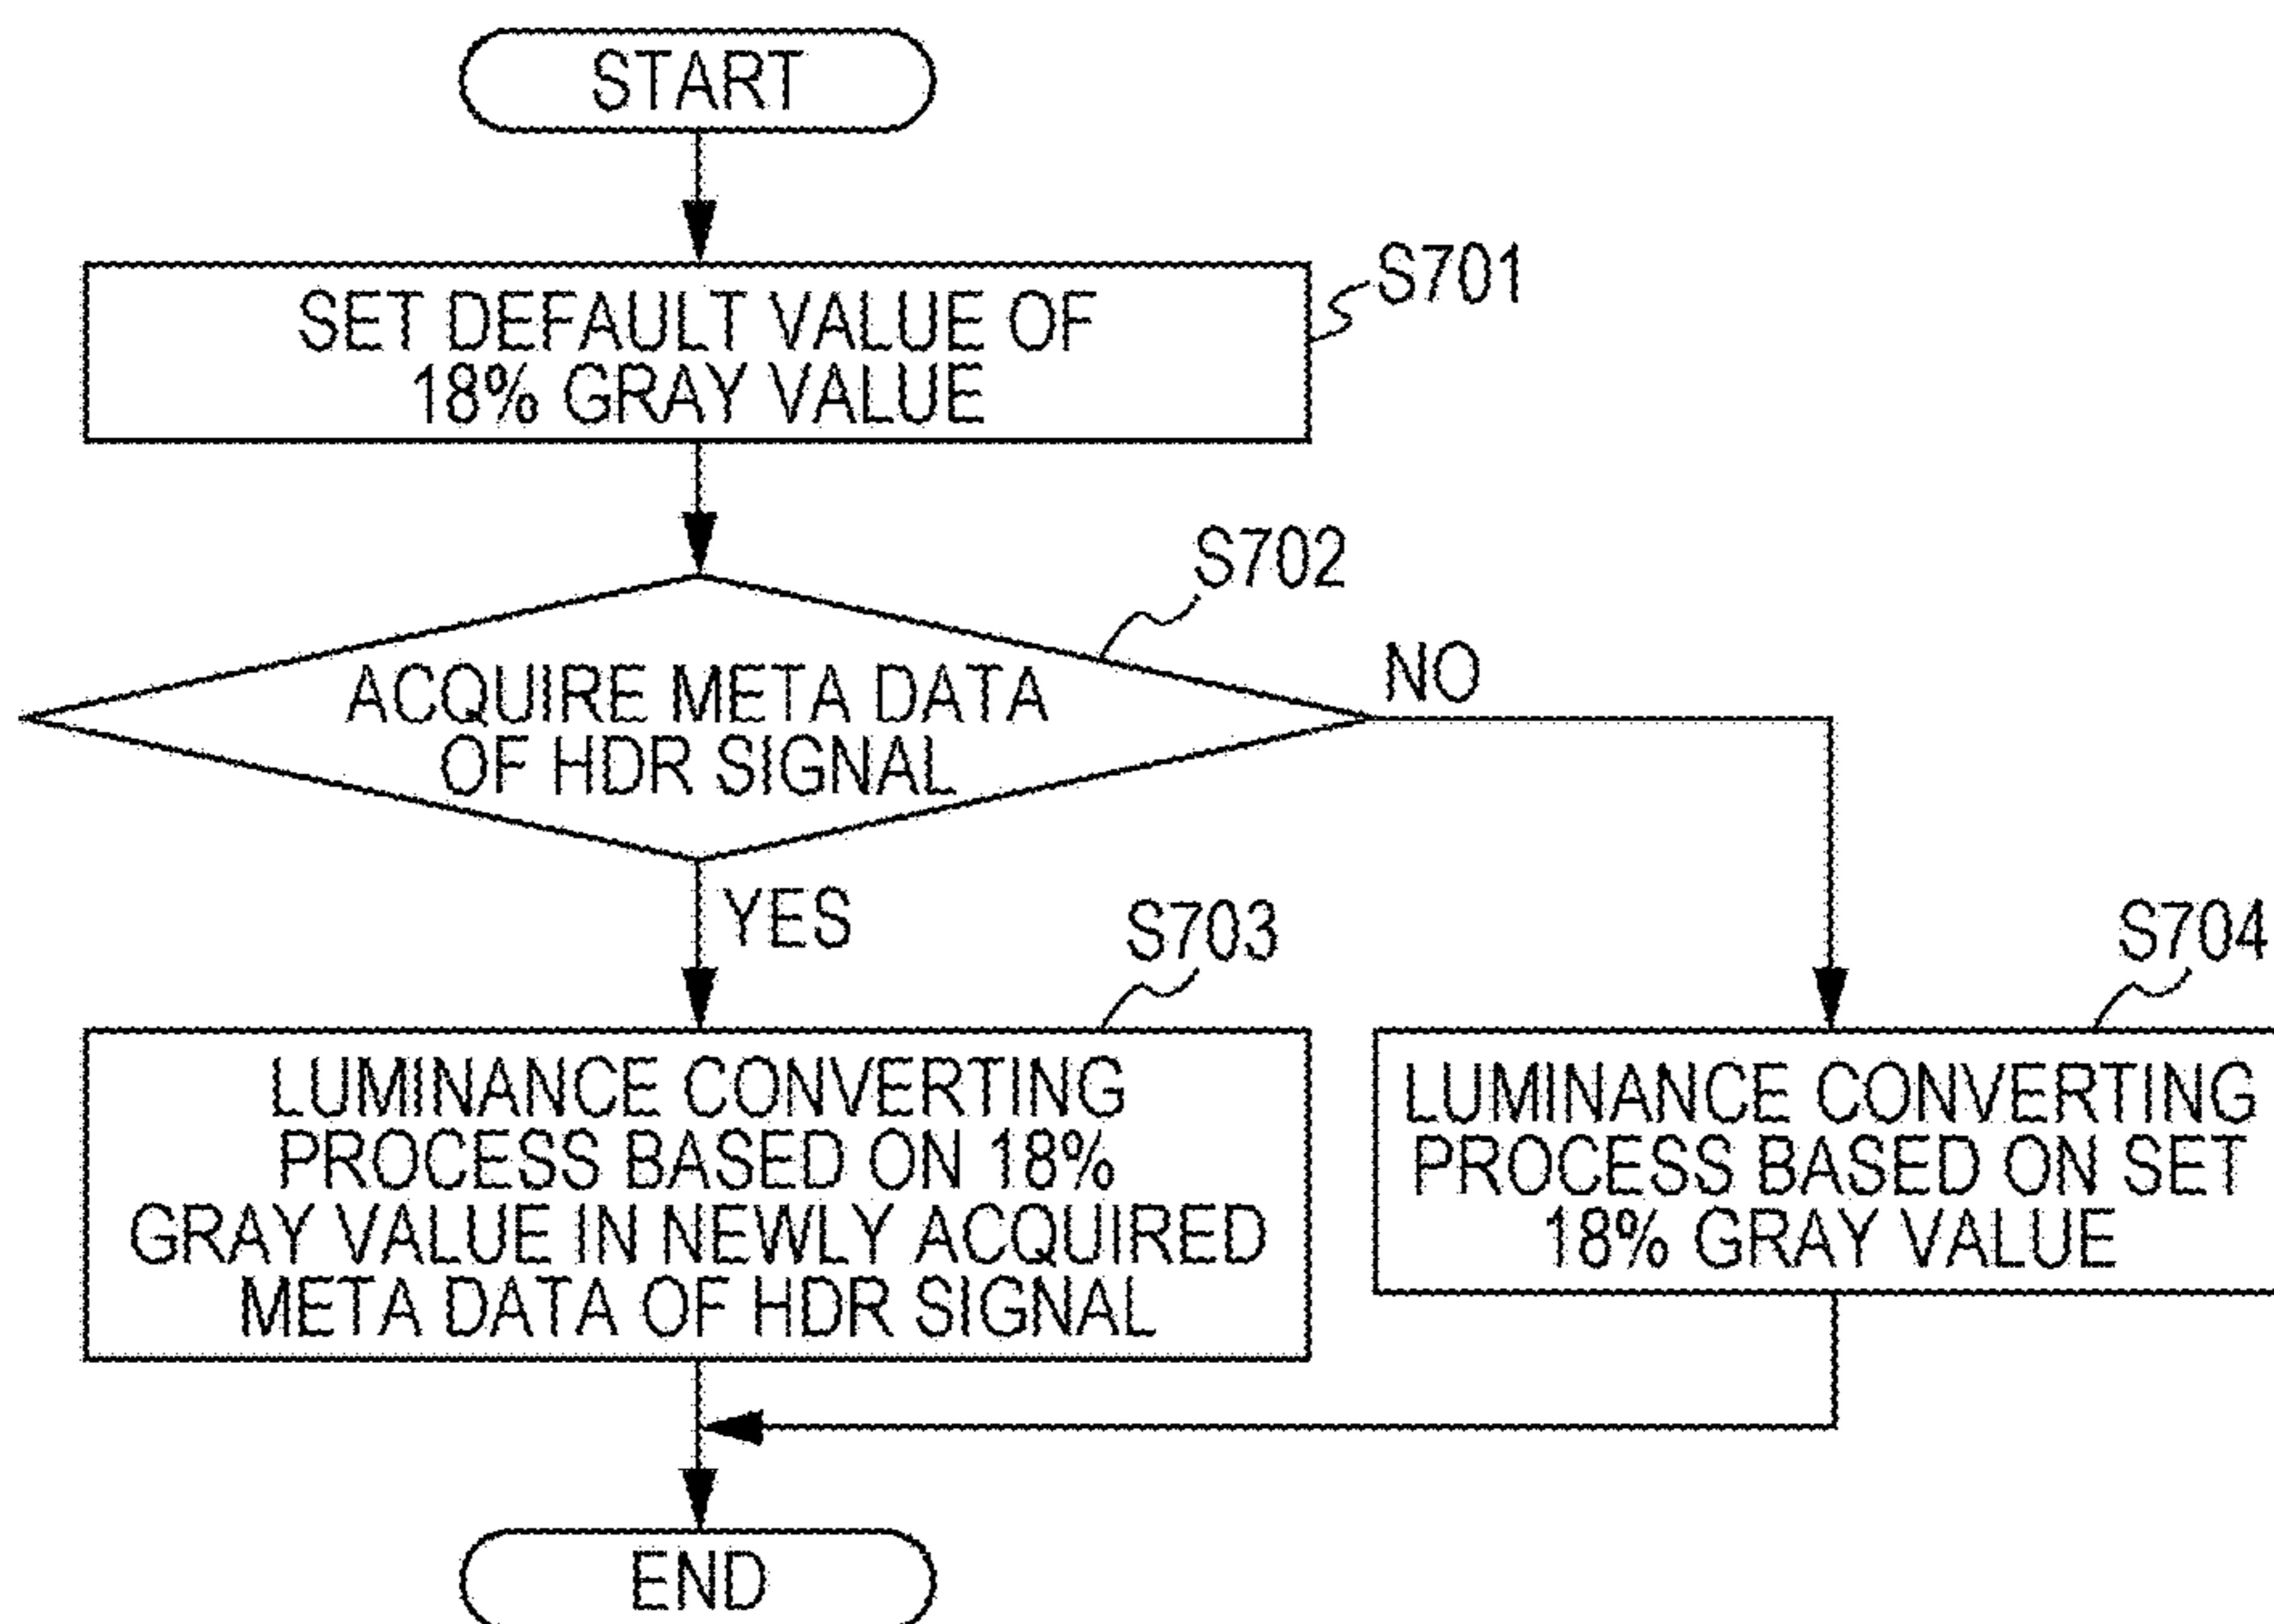 START
SET DEFAULT VALUE OF
18% GRAY VALUE
S701
ACQUIRE META DATA
OF HDR SIGNAL
S702
NO
YES
LUMINANCE CONVERTING
PROCESS BASED ON 18%
GRAY VALUE IN NEWLY ACQUIRED
META DATA OF HDR SIGNAL
S703
LUMINANCE CONVERTING
PROCESS BASED ON SET
18% GRAY VALUE
S704
END